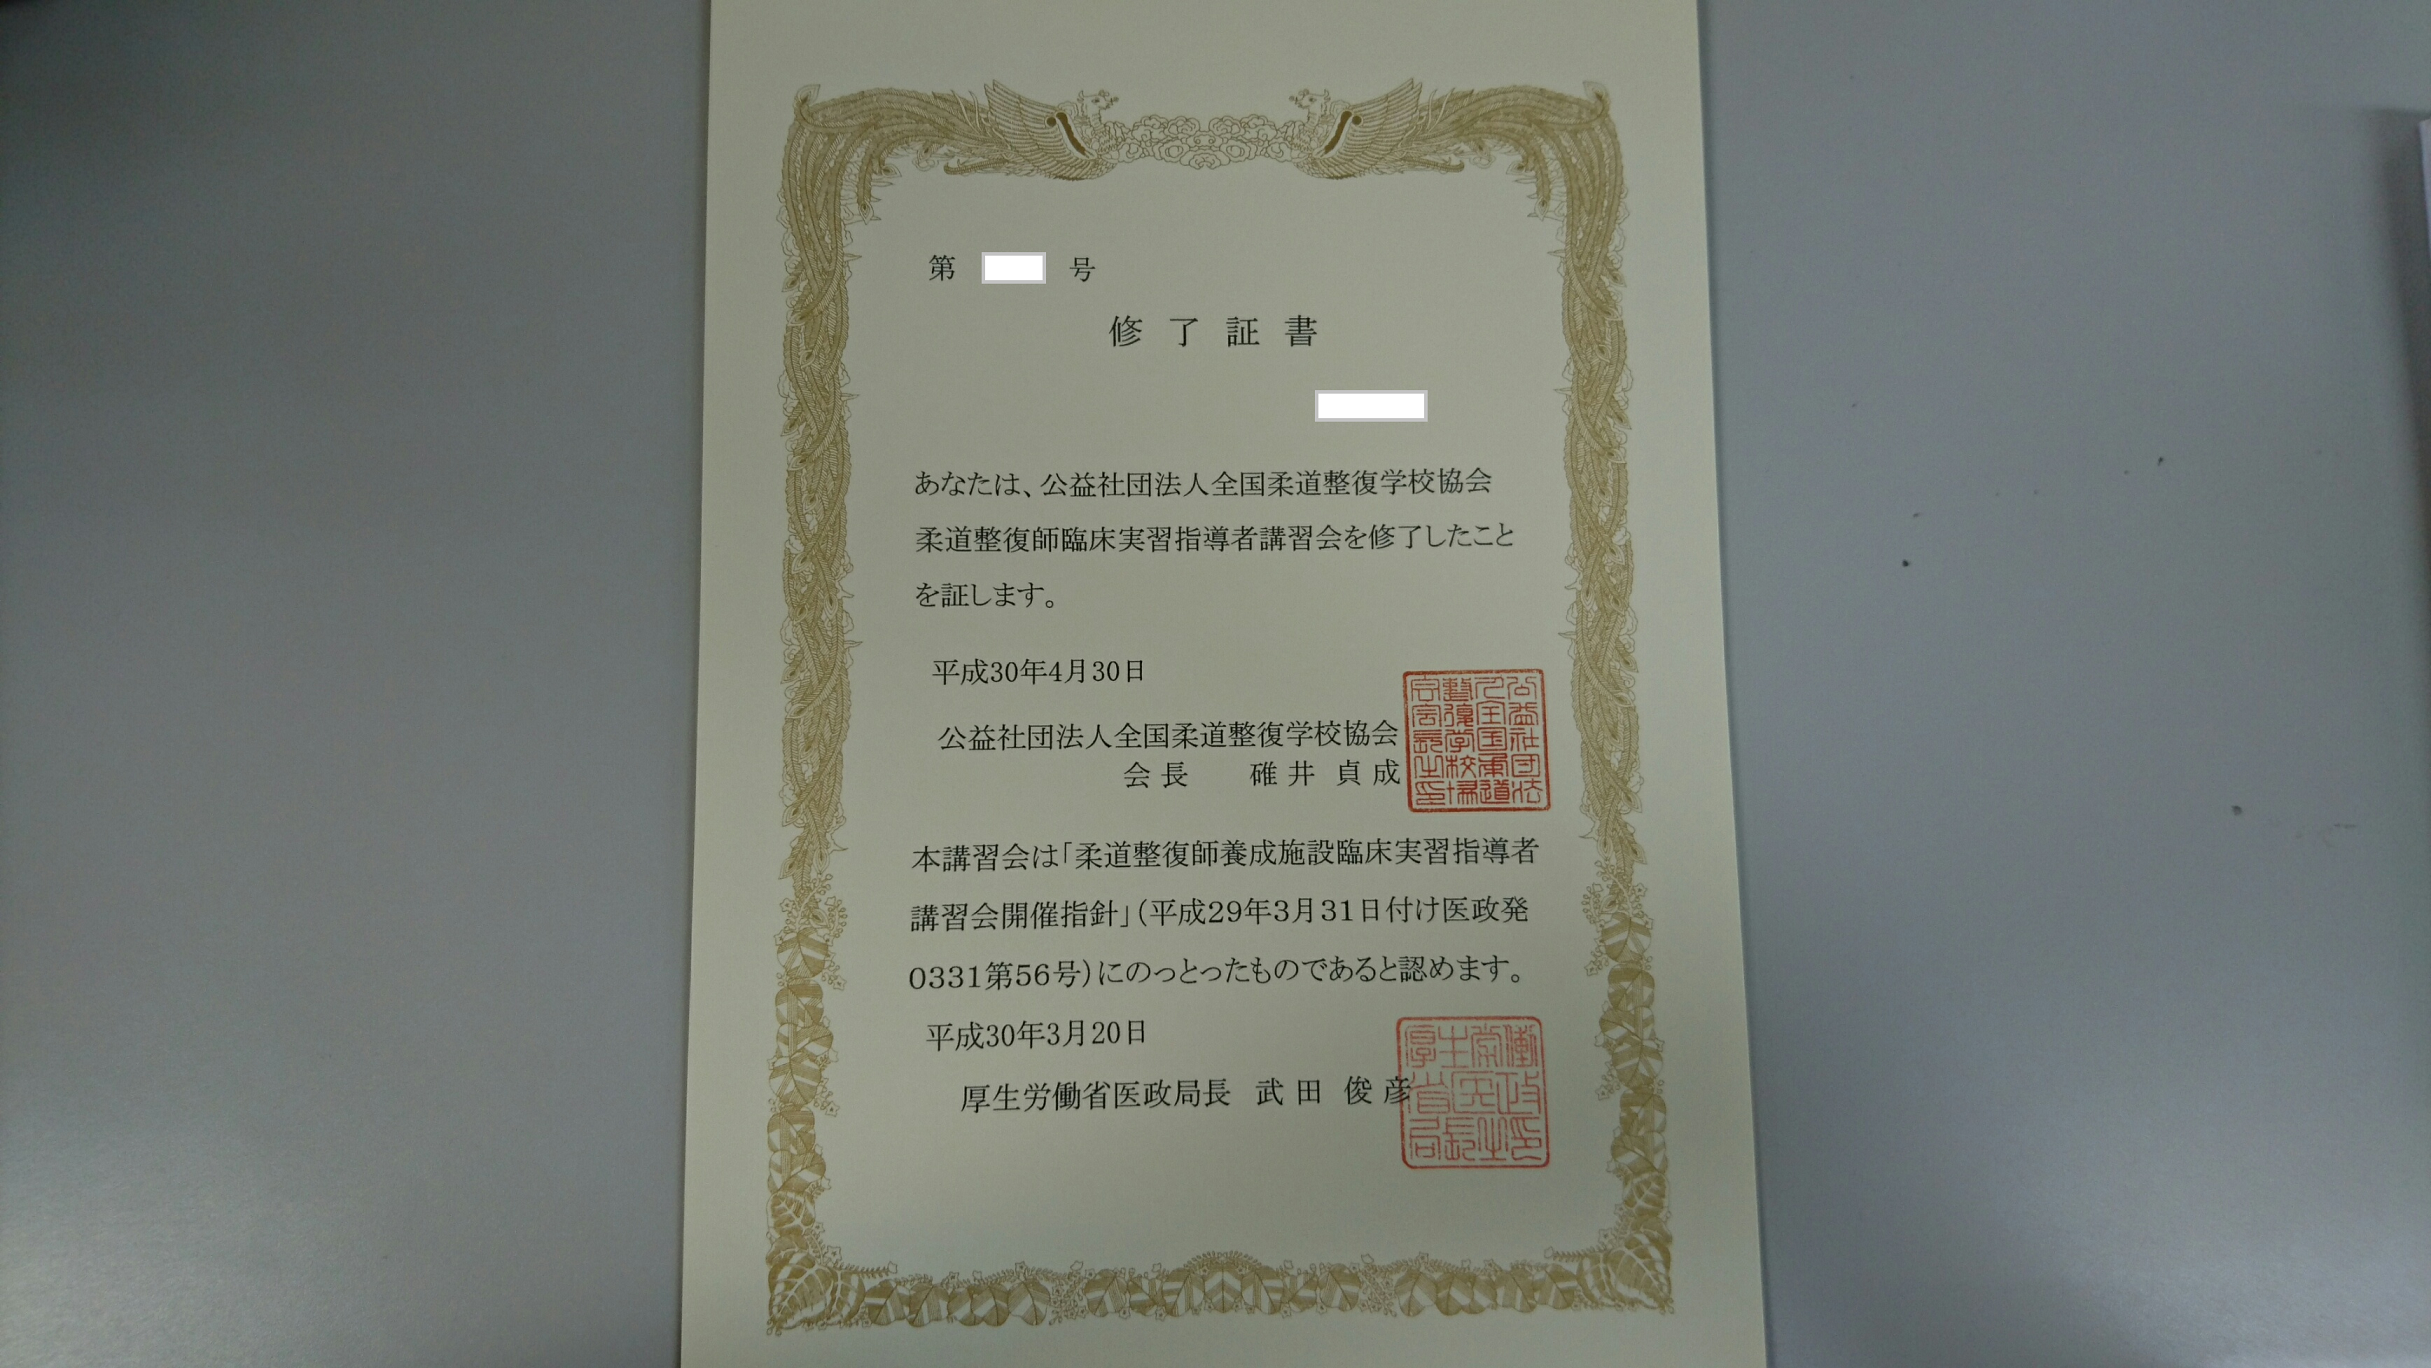 第 号
修了証書
あなたは、公益社団法人全国柔道整復学校協会
柔道整復師臨床実習指導者講習会を修了したこと
を証します。
平成30年4月30日
公益社団法人全国柔道整復学校協会
会長 碓井 貞成
本講習会は「柔道整復師養成施設臨床実習指導者
講習会開催指針」(平成29年3月31日付け医政発
0331第56号)にのっとったものであると認めます。
平成30年3月20日
厚生労働省医政局長 武田 俊彦